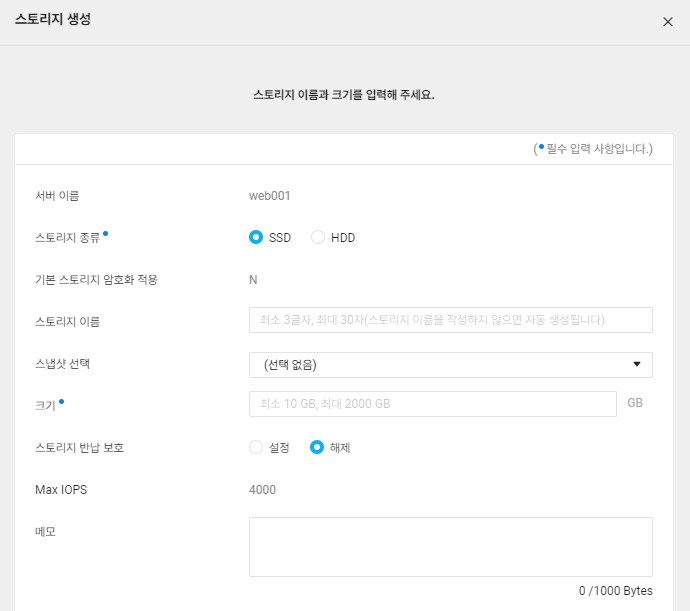 스토리지 생성
스토리지 이름과 크기를 입력해 주세요.
(•필수 입력 사항입니다.)
서버 이름 web001
스토리지 종류• SSD HDD
기본 스토리지 암호화 적용 N
스토리지 이름 최소 3글자, 최대 30자(스토리지 이름을 작성하지 않으면 자동 생성됩니다)
스냅샷 선택 (선택 없음)
크기• 최소 10 GB, 최대 2000 GB GB
스토리지 반납 보호 설정 해제
Max IOPS 4000
메모
0 /1000 Bytes